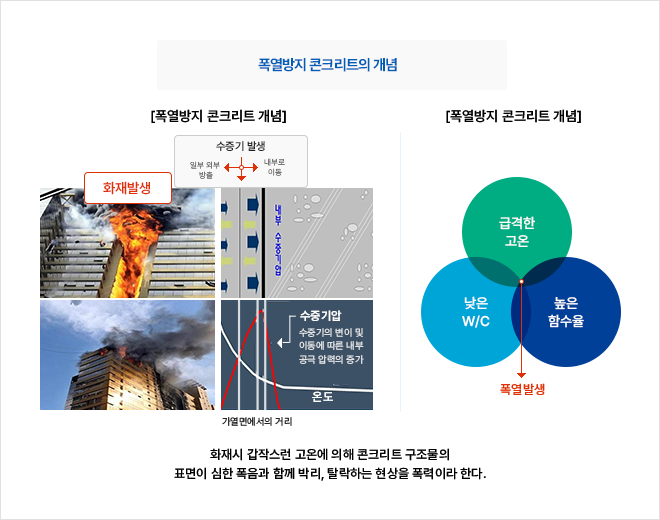 폭열방지 콘크리트의 개념
[폭열방지 콘크리트 개념]
수증기 발생
일부 외부
방출
내부로
이동
화재발생
내부 수증기압
수증기압
수증기의 변이 및
이동에 따른 내부
공극 압력의 증가
온도
가열면에서의 거리
[폭열방지 콘크리트 개념]
급격한
고온
낮은
W/C
높은
함수율
폭열발생
화재시 갑작스런 고온에 의해 콘크리트 구조물의
표면이 심한 폭음과 함께 박리, 탈락하는 현상을 폭력이라 한다.